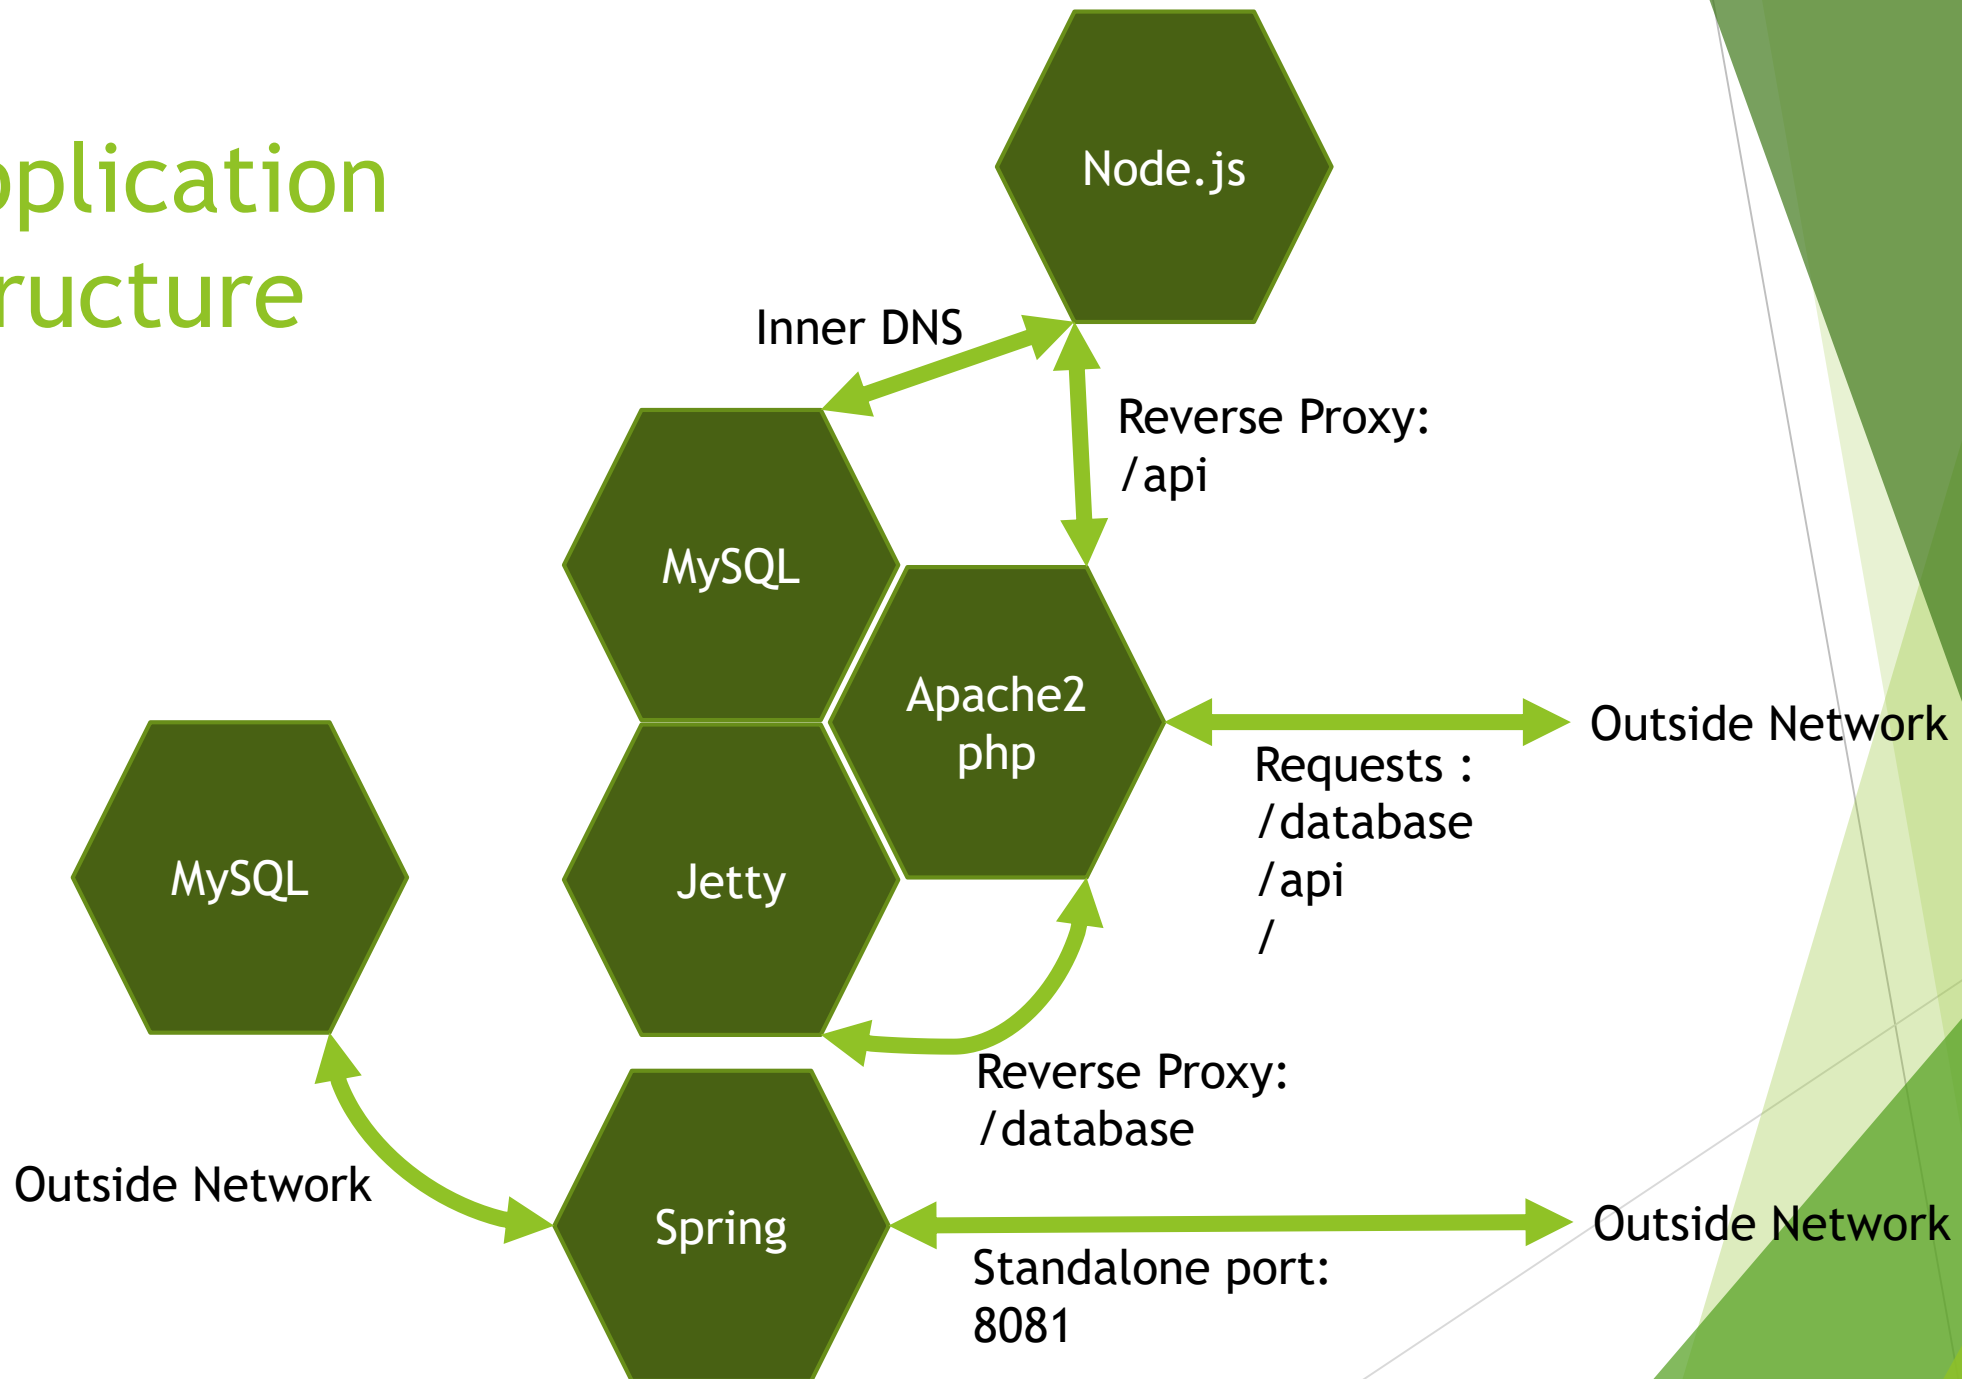 pplication
ructure
Node.js
Inner DNS
Reverse Proxy:
/api
MySQL
Apache2
php
Outside Network
Requests :
/database
/api
/
MySQL
Jetty
Reverse Proxy:
/database
Outside Network
Spring
Outside Network
Standalone port:
8081